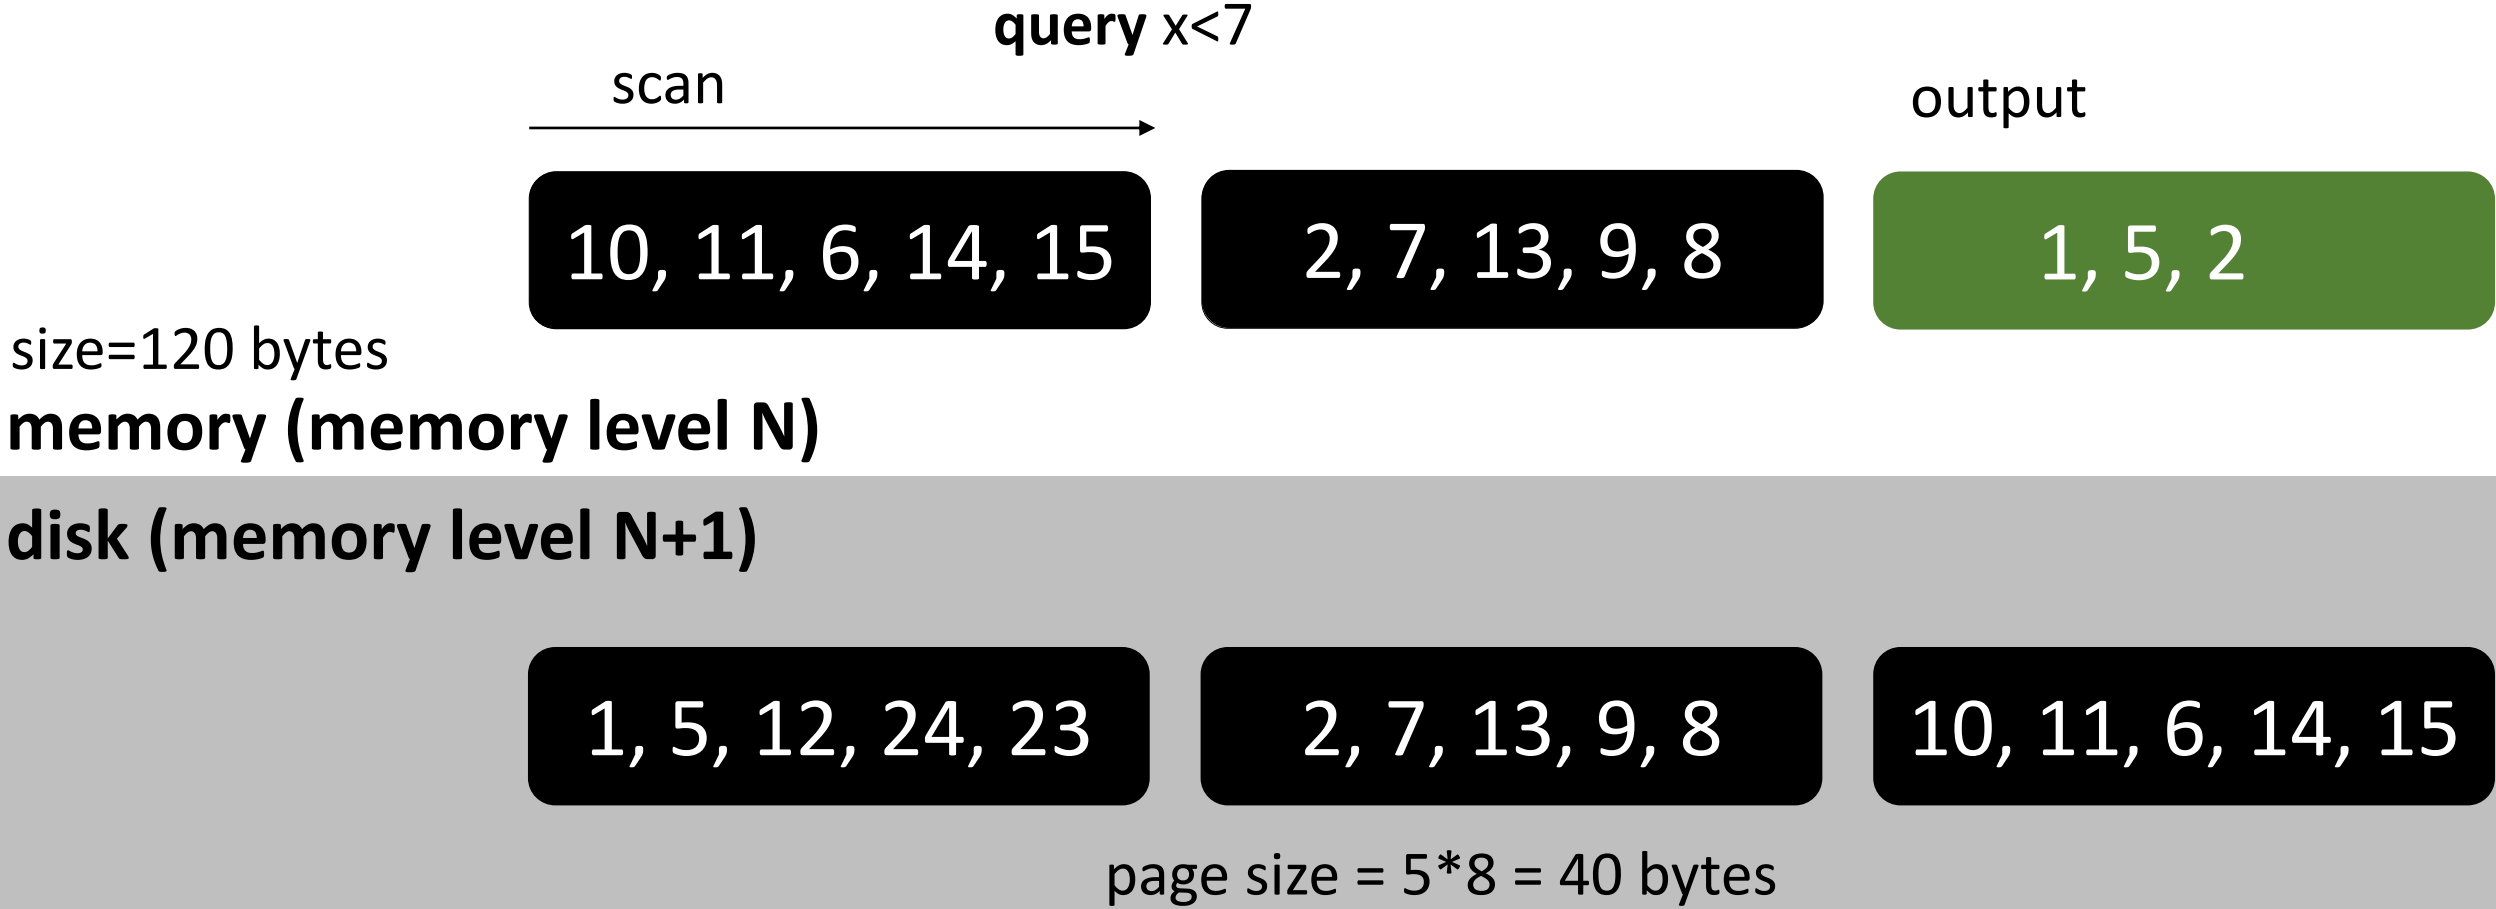 query x<7
scan
output
10, 11, 6, 14, 15
2, 7, 13, 9, 8
1, 5, 2
size=120 bytes
memory (memory level N)
disk (memory level N+1)
1, 5, 12, 24, 23
2, 7, 13, 9, 8
10, 11, 6, 14, 15
page size = 5*8 = 40 bytes